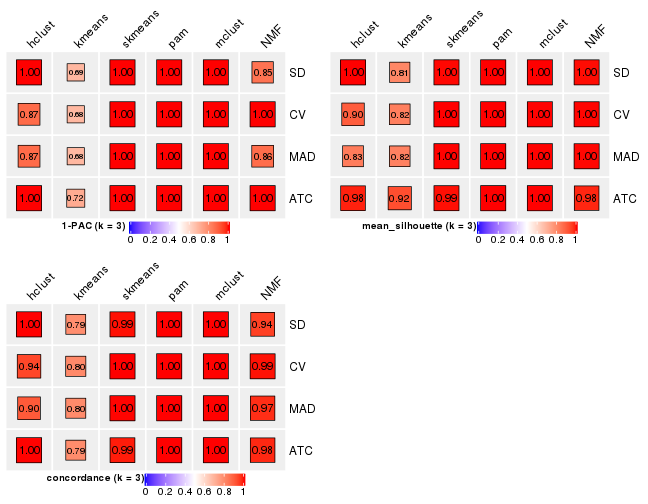 hclust kmeans skmeans pam mclust NMF
1.00 0.69 1.00 1.00 1.00 0.85 SD
0.87 0.68 1.00 1.00 1.00 1.00 CV
0.87 0.68 1.00 1.00 1.00 0.86 MAD
1.00 0.72 1.00 1.00 1.00 1.00 ATC
1-PAC (k = 3)
0 0.2 0.4 0.6 0.8 1
hclust kmeans skmeans pam mclust NMF
1.00 0.81 1.00 1.00 1.00 1.00 SD
0.90 0.82 1.00 1.00 1.00 1.00 CV
0.83 0.82 1.00 1.00 1.00 1.00 MAD
0.98 0.92 0.99 1.00 1.00 0.98 ATC
mean_silhouette (k = 3)
0 0.2 0.4 0.6 0.8 1
hclust kmeans skmeans pam mclust NMF
1.00 0.79 0.99 1.00 1.00 0.94 SD
0.94 0.80 1.00 1.00 1.00 0.99 CV
0.90 0.80 1.00 1.00 1.00 0.97 MAD
1.00 0.79 0.99 1.00 1.00 0.98 ATC
concordance (k = 3)
0 0.2 0.4 0.6 0.8 1